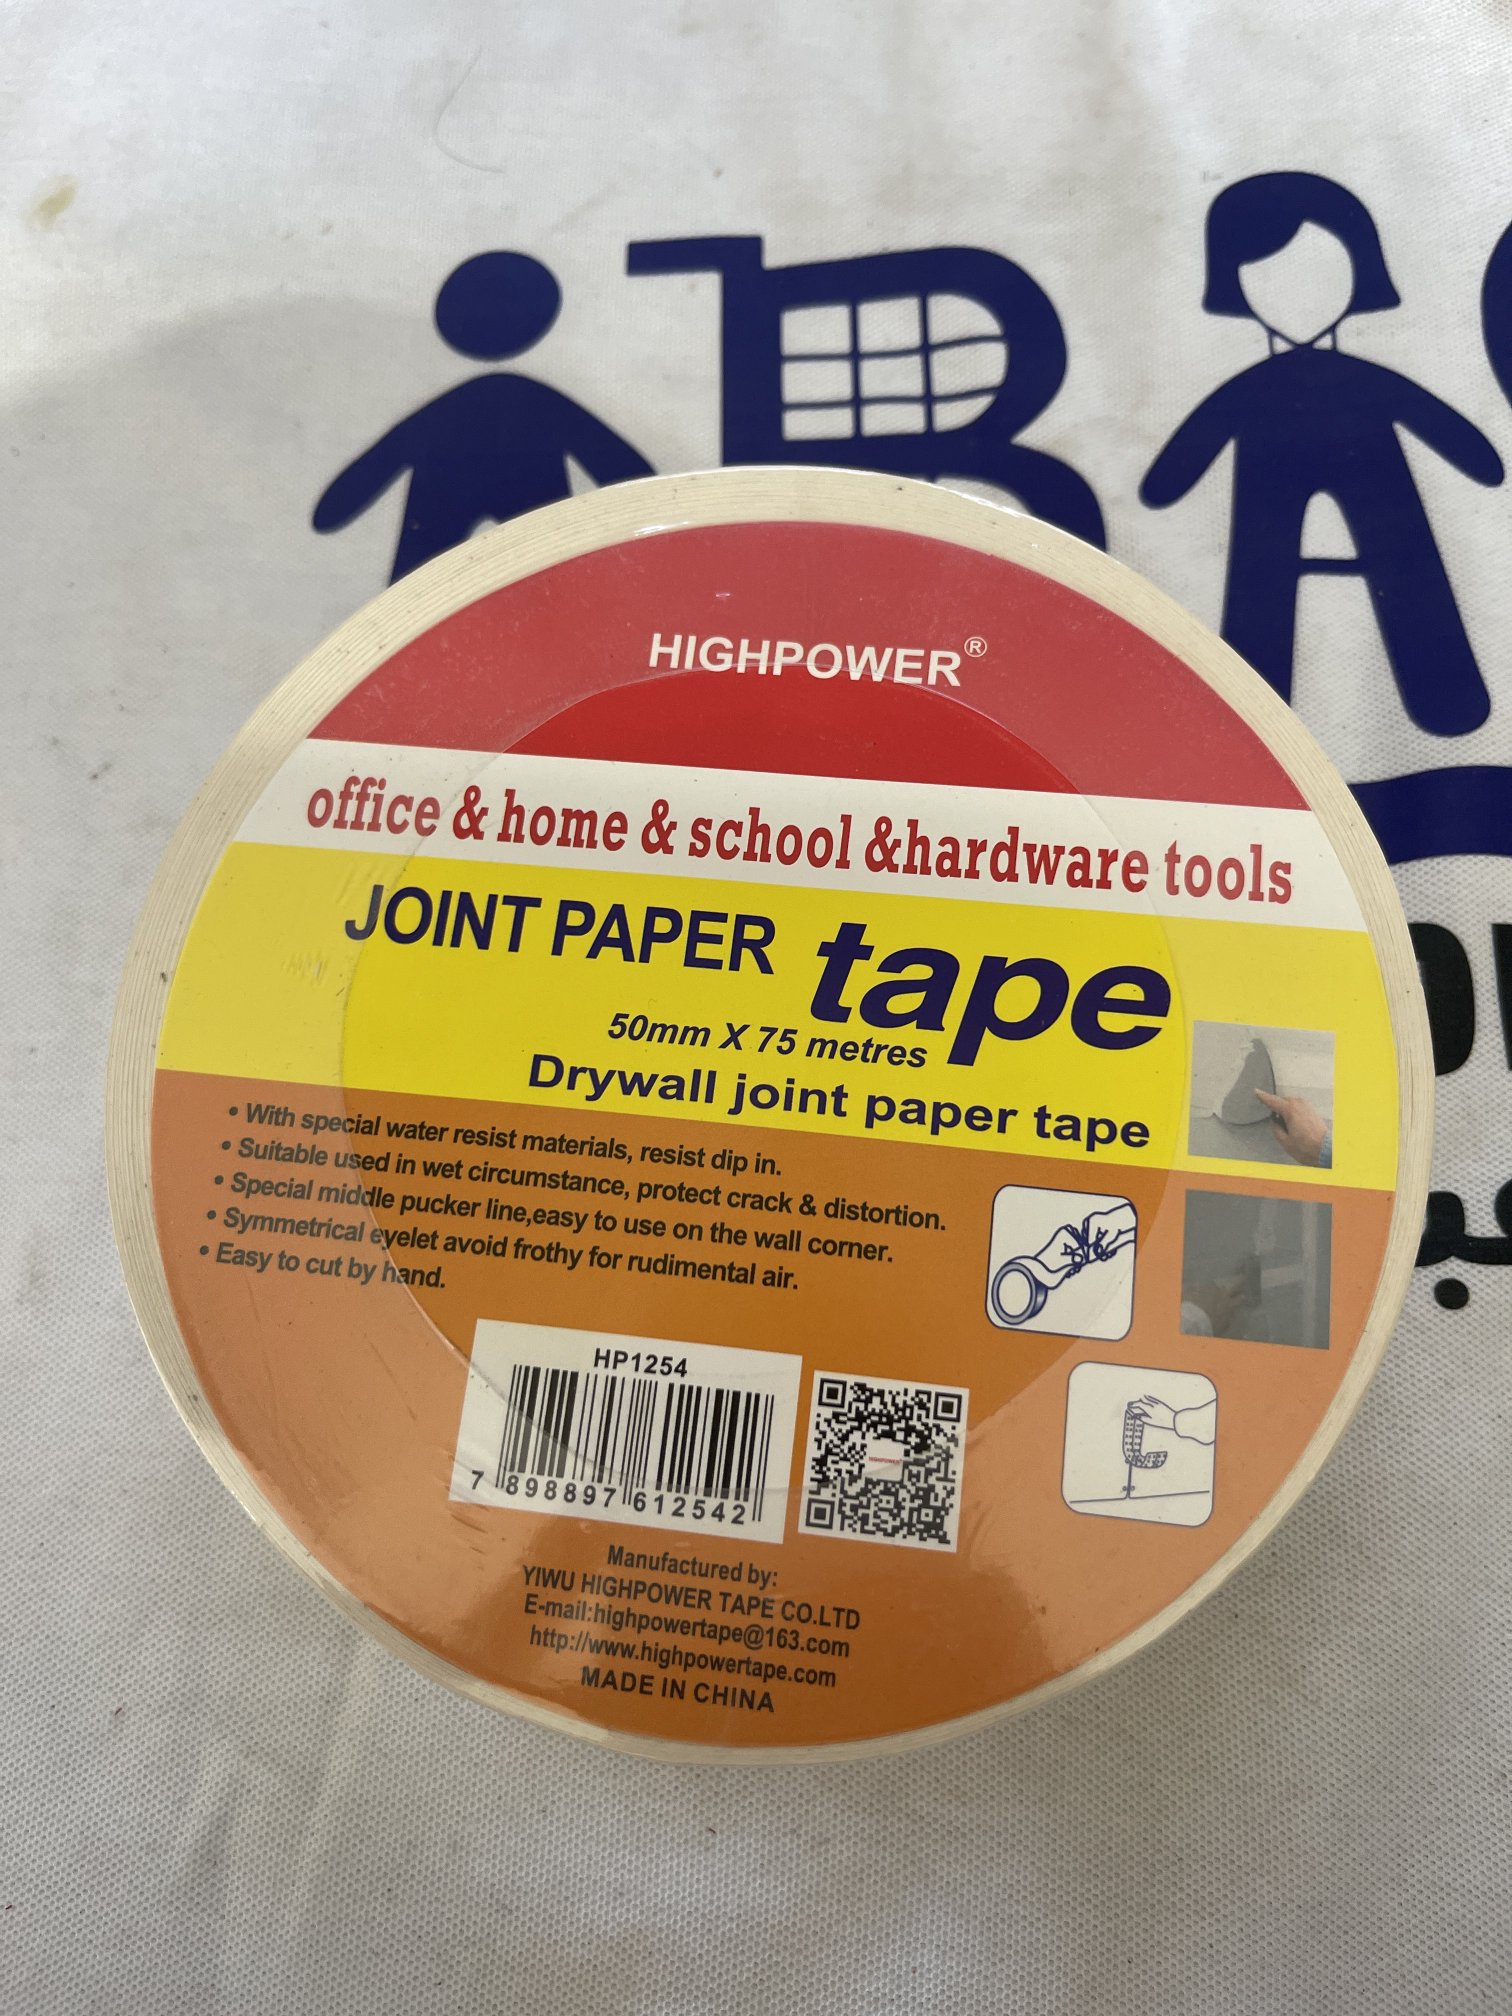 HIGHPOWER®
office & home & school &hardware tools
JOINT PAPER tape
50mm X 75 metres
Drywall joint paper tape
• With special water resist materials, resist dip in.
• Suitable used in wet circumstance, protect crack & distortion.
• Special middle pucker line,easy to use on the wall corner.
• Symmetrical eyelet avoid frothy for rudimental air.
• Easy to cut by hand.
HP1254
7 898897 612542
HIGHPOWER
Manufactured by:
YIWU HIGHPOWER TAPE CO.LTD
E-mail:highpowertape@163.com
http://www.highpowertape.com
MADE IN CHINA